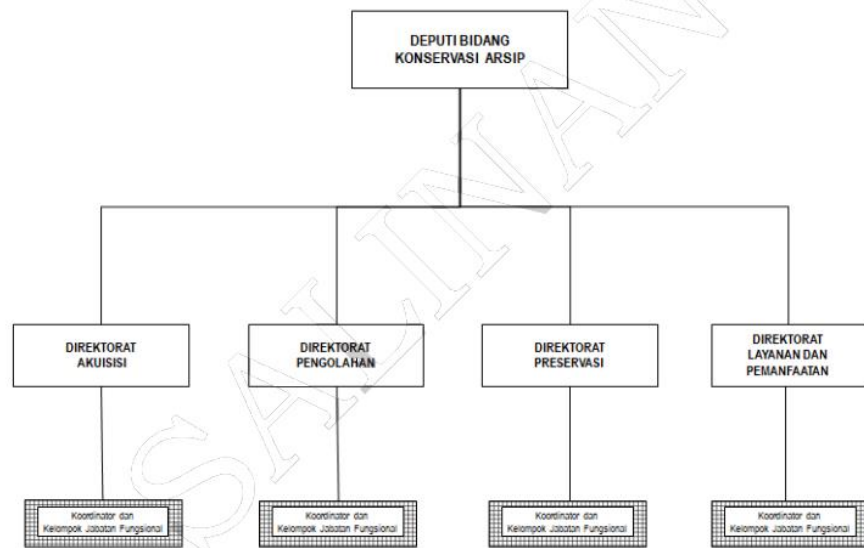 DEPUTI BIDANG
KONSERVASI ARSIP
DIREKTORAT
AKUISISI
DIREKTORAT
PENGOLAHAN
DIREKTORAT
PRESERVASI
DIREKTORAT
LAYANAN DAN
PEMANFAATAN
Koordinator dan
Kelompok Jabatan Fungsional
Koordinator dan
Kelompok Jabatan Fungsional
Koordinator dan
Kelompok Jabatan Fungsional
Koordinator dan
Kelompok Jabatan Fungsional
SALINAN